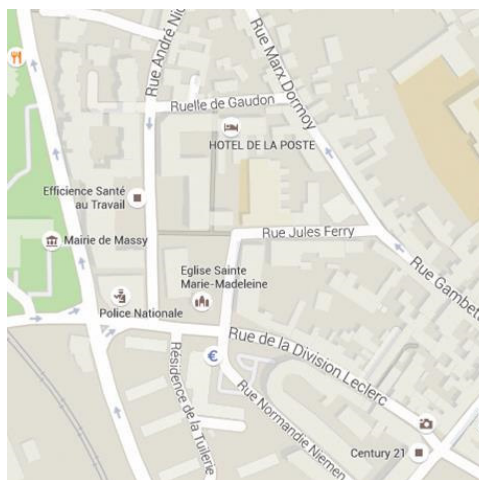 Rue André Nic
Rue Marx Dormoy
Ruelle de Gaudon
HOTEL DE LA POSTE
Efficience Santé
au Travail
Mairie de Massy
Rue Jules Ferry
Eglise Sainte
Marie-Madeleine
Rue Gambett
Police Nationale
Rue de la Division Leclerc
€
Résidence de la Tuilerie
Rue Normandie Niemen
Century 21